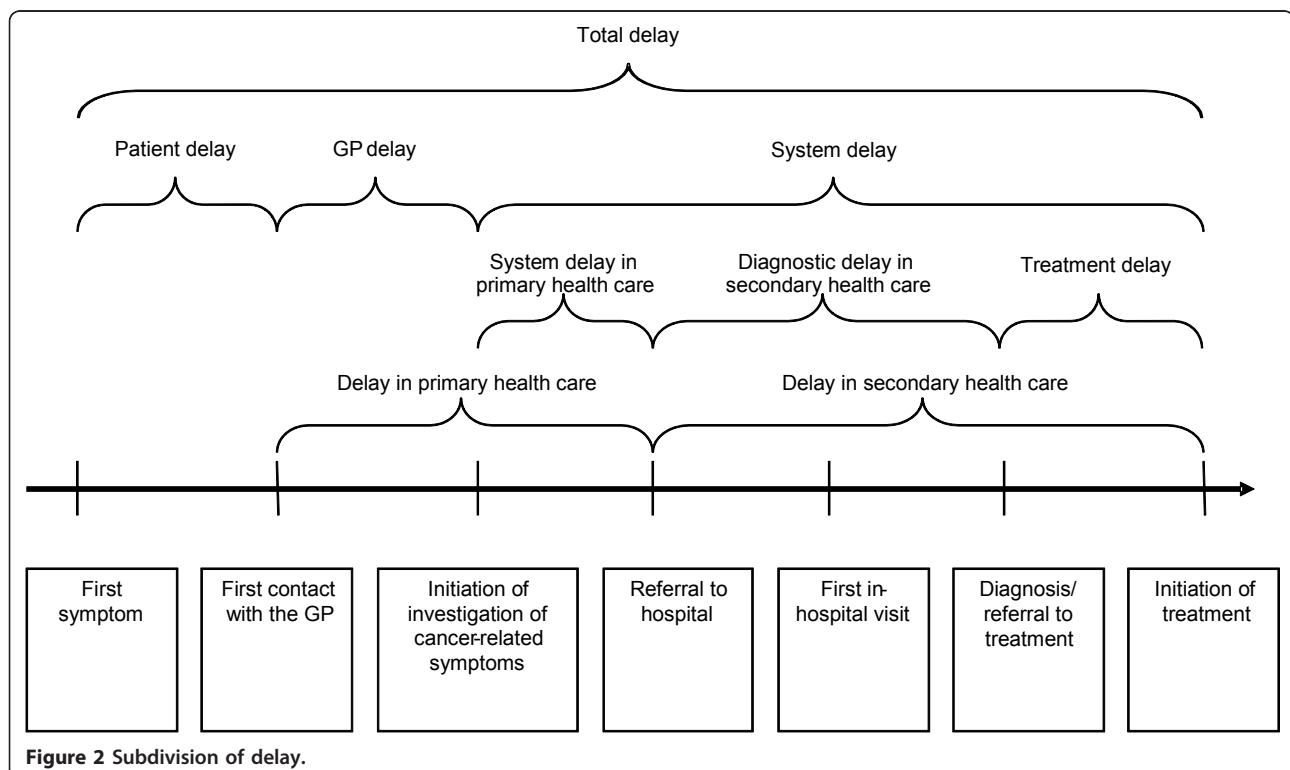 Total delay
Patient delay
GP delay
System delay
System delay in
primary health care
Diagnostic delay in
secondary health care
Treatment delay
Delay in primary health care
Delay in secondary health care
First
symptom
First contact
with the GP
Initiation of
investigation of
cancer-related
symptoms
Referral to
hospital
First in-
hospital visit
Diagnosis/
referral to
treatment
Initiation of
treatment
Figure 2 Subdivision of delay.